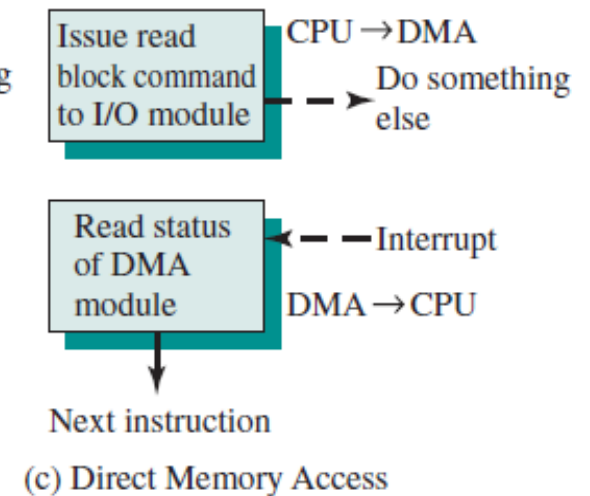 Issue read
block command
to I/O module
CPU → DMA
Do something
else
Read status
of DMA
module
Interrupt
DMA → CPU
Next instruction
(c) Direct Memory Access